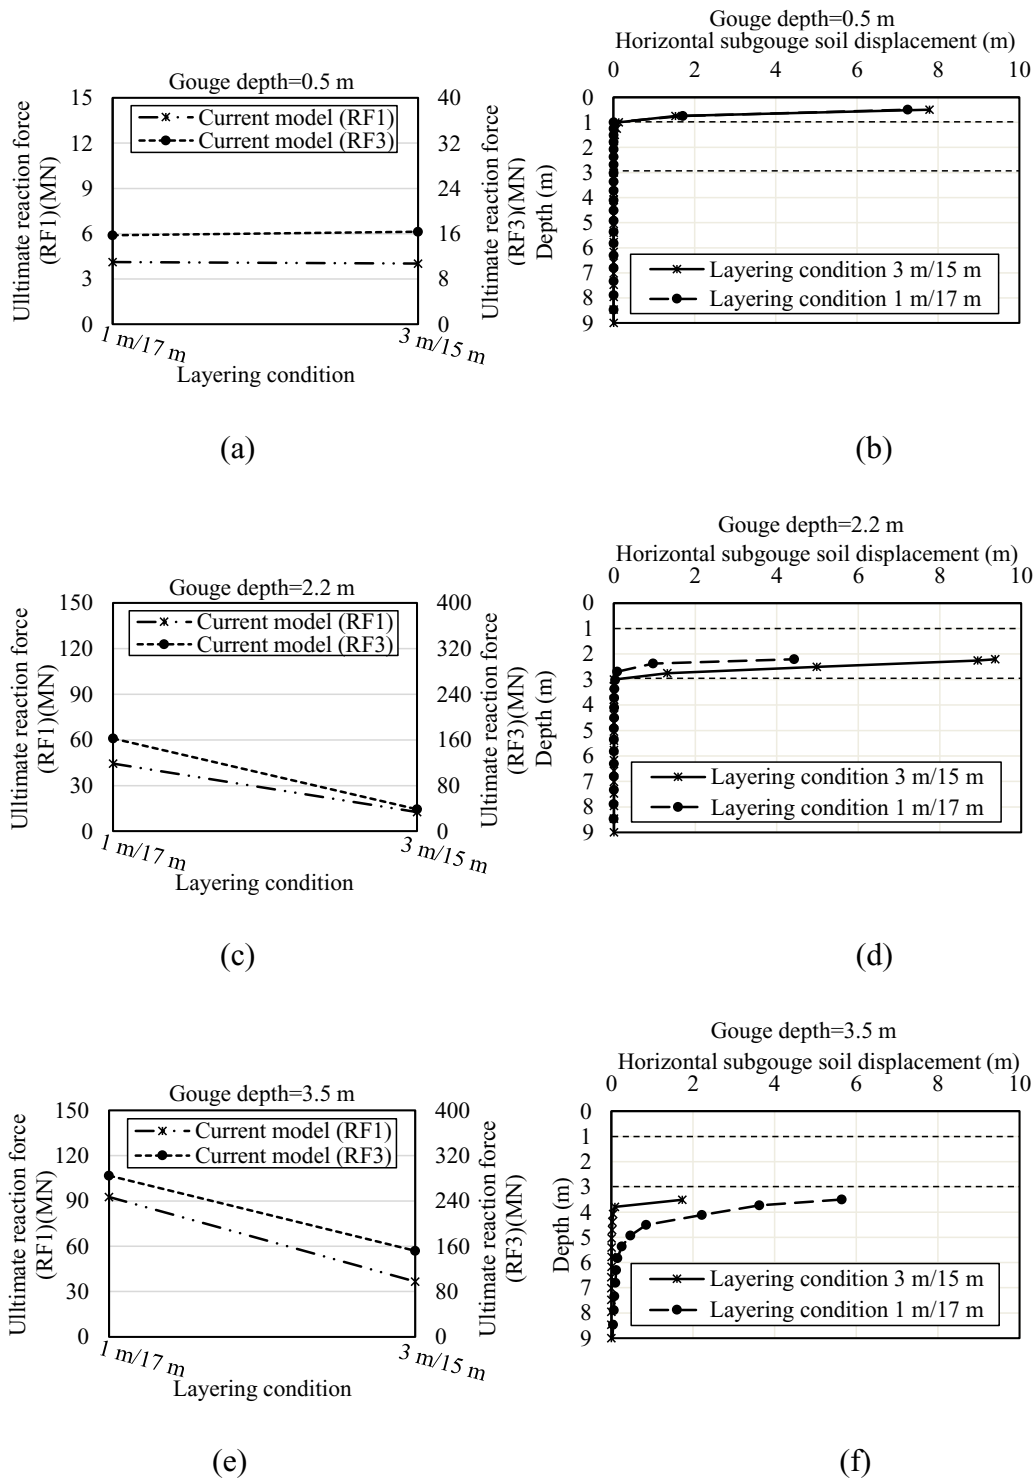 Gouge depth=0.5 m
15
12
9
6
3
0
Ulltimate reaction force
(RF1)(MN)
Current model (RF1)
Current model (RF3)
40
32
24
16
8
0
Ultimate reaction force
(RF3)(MN)
1 m/17 m
3 m/15 m
Layering condition
(a)
Gouge depth=0.5 m
Horizontal subgouge soil displacement (m)
0 2 4 6 8 10
0
1
2
3
4
5
6
7
8
9
Depth (m)
Layering condition 3 m/15 m
Layering condition 1 m/17 m
(b)
Gouge depth=2.2 m
150
120
90
60
30
0
Ulltimate reaction force
(RF1)(MN)
Current model (RF1)
Current model (RF3)
400
320
240
160
80
0
Ultimate reaction force
(RF3)(MN)
1 m/17 m
3 m/15 m
Layering condition
(c)
Gouge depth=2.2 m
Horizontal subgouge soil displacement (m)
0 2 4 6 8 10
0
1
2
3
4
5
6
7
8
9
Depth (m)
Layering condition 3 m/15 m
Layering condition 1 m/17 m
(d)
Gouge depth=3.5 m
150
120
90
60
30
0
Ulltimate reaction force
(RF1)(MN)
Current model (RF1)
Current model (RF3)
400
320
240
160
80
0
Ultimate reaction force
(RF3)(MN)
1 m/17 m
3 m/15 m
Layering condition
(e)
Gouge depth=3.5 m
Horizontal subgouge soil displacement (m)
0 2 4 6 8 10
0
1
2
3
4
5
6
7
8
9
Depth (m)
Layering condition 3 m/15 m
Layering condition 1 m/17 m
(f)